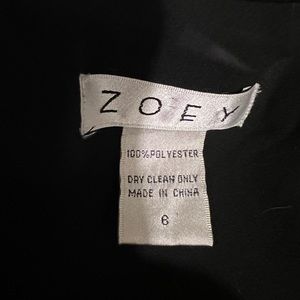 ZOEY
100% POLYESTER
DRY CLEAN ONLY
MADE IN CHINA
6